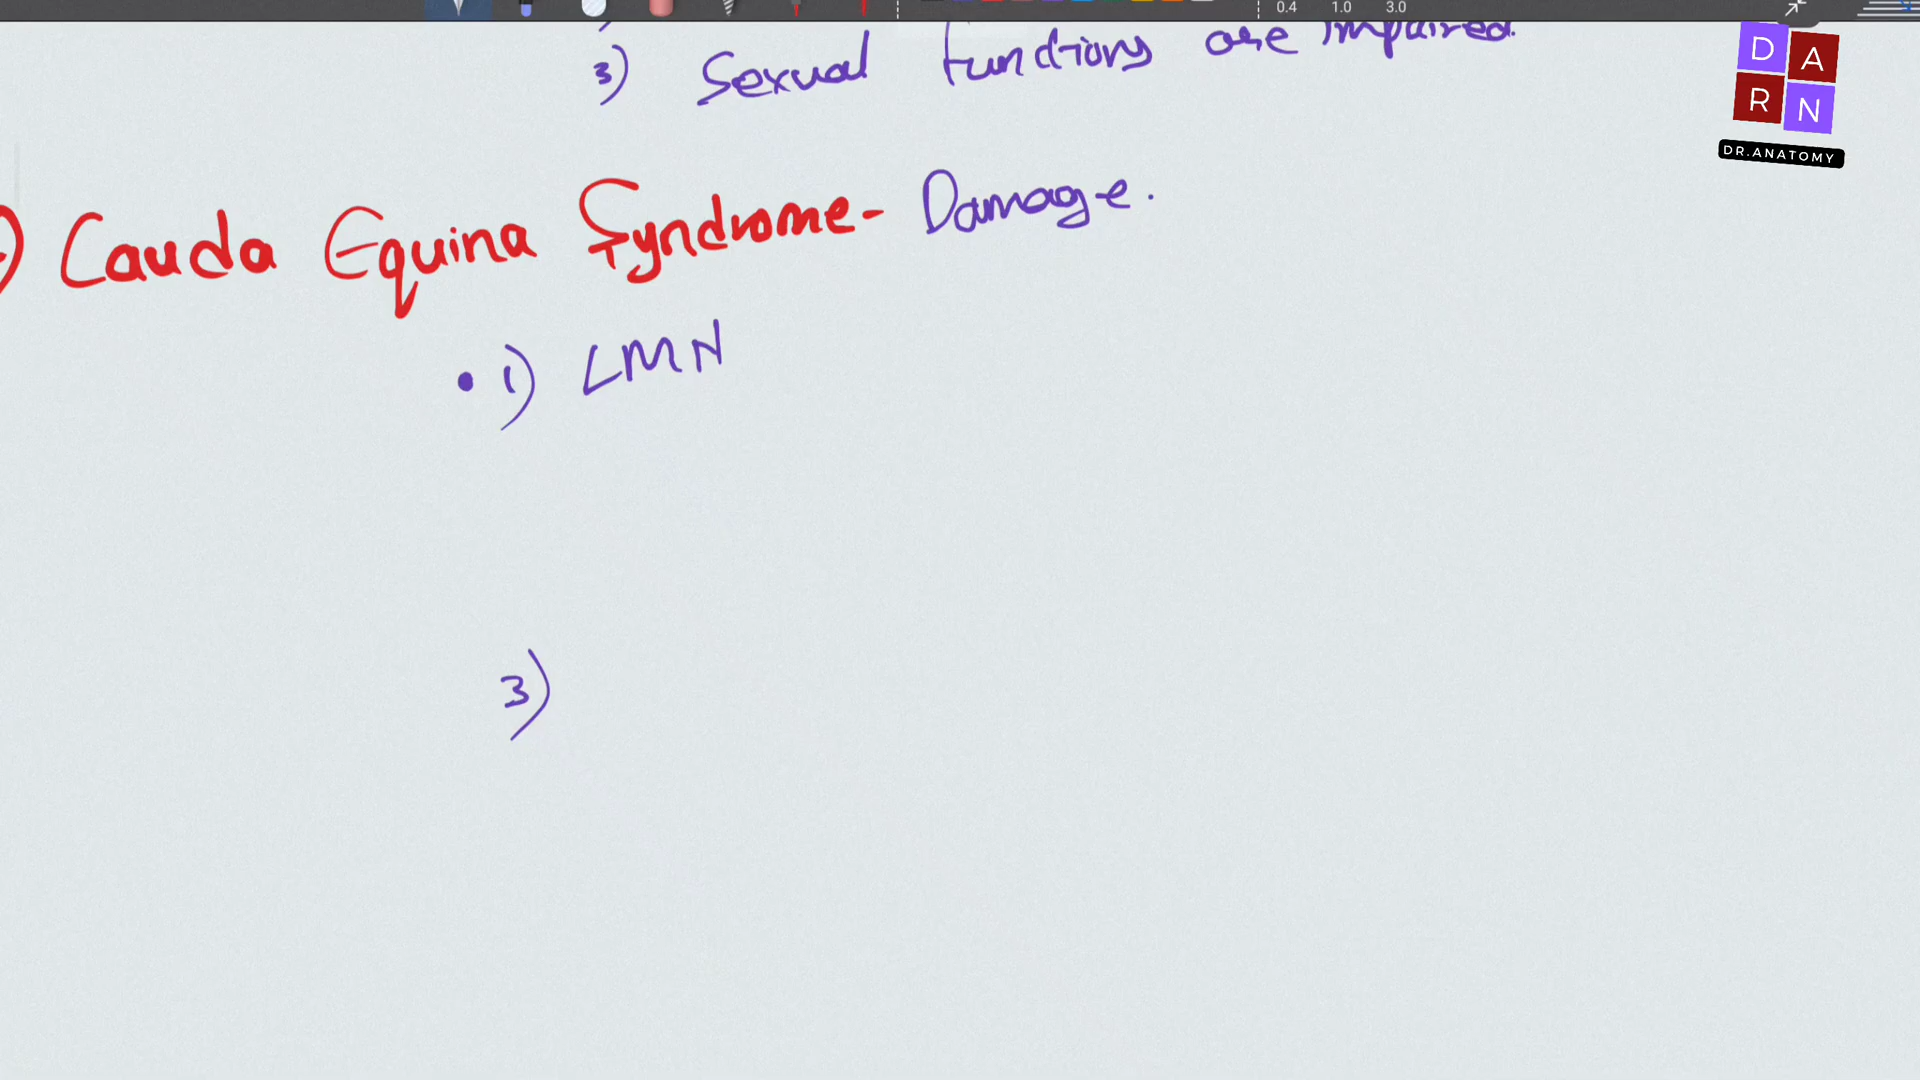 0.4 1.0 3.0
3) Sexual functions are impaired.
D A
R N
DR.ANATOMY
) Cauda Equina Syndrome- Damage.
• 1) LMN
3)